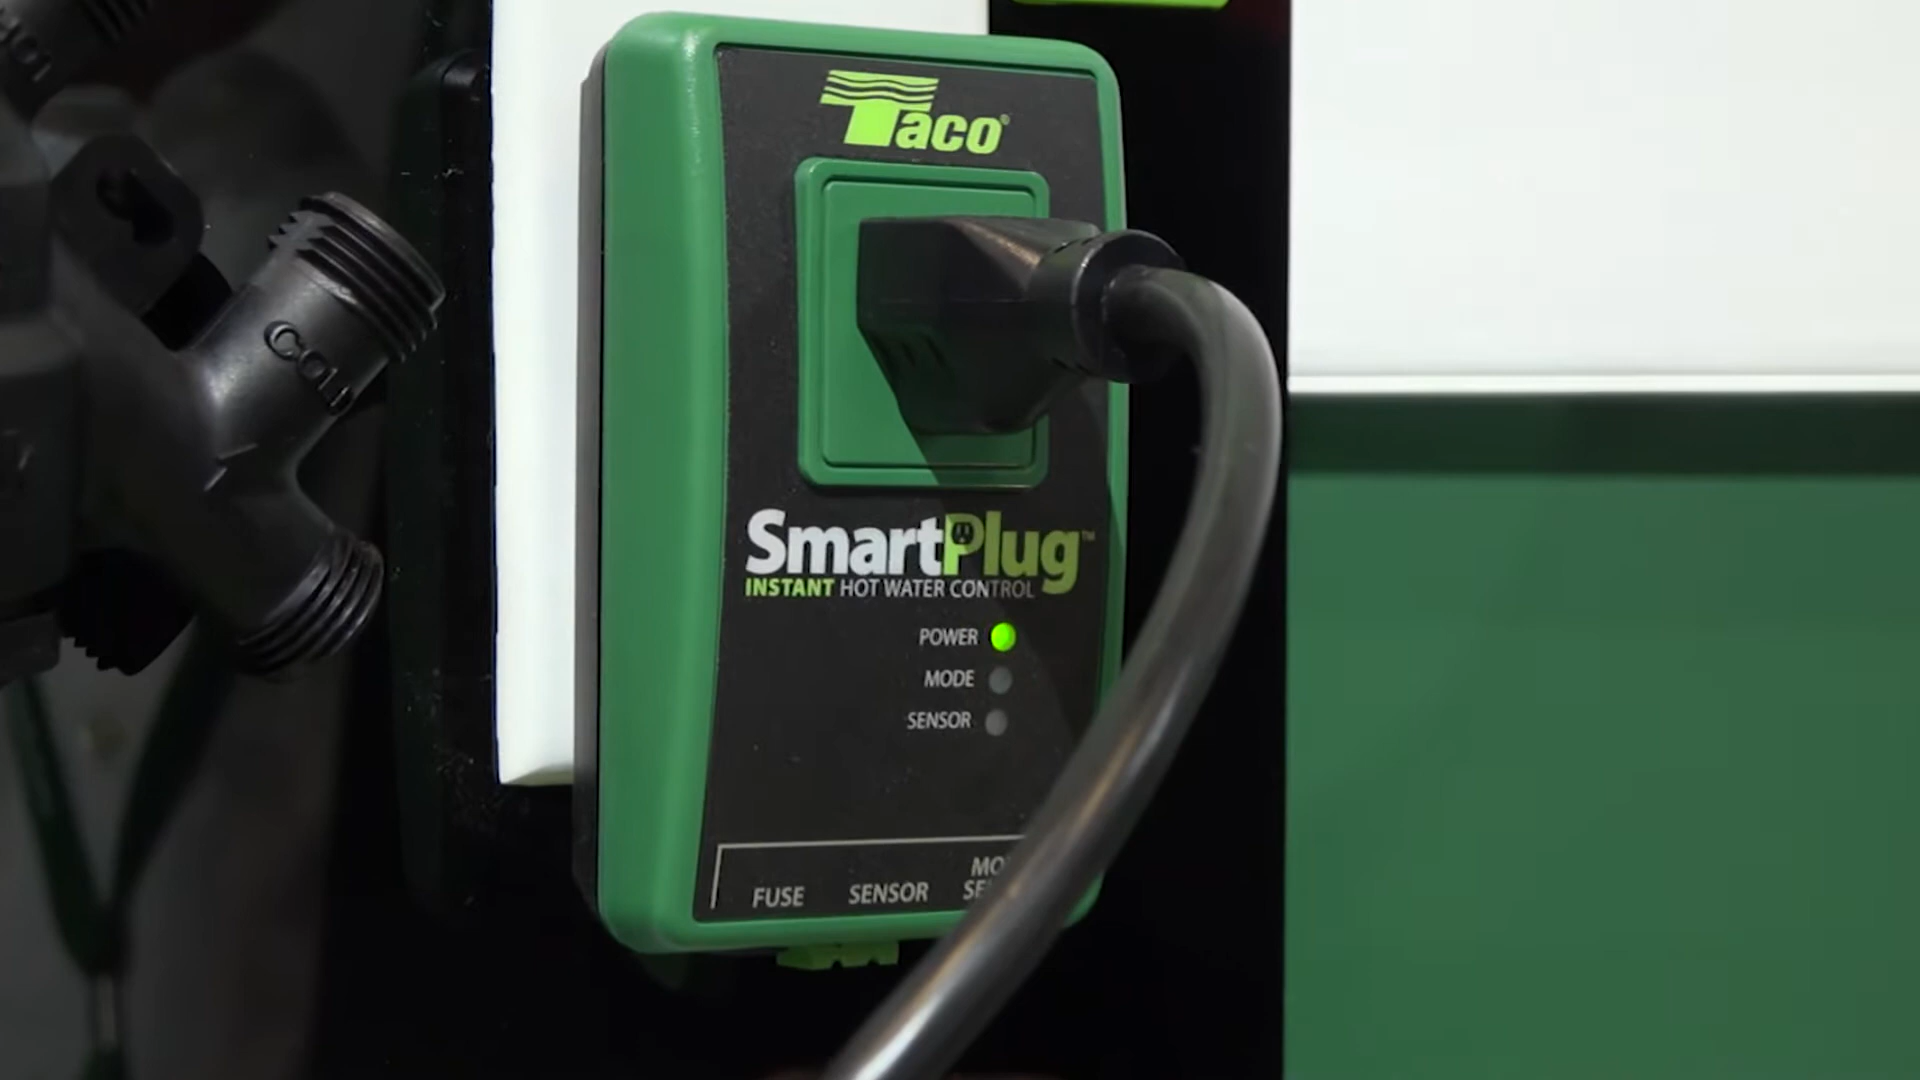 Taco®
SmartPlug™
INSTANT HOT WATER CONTROL
POWER
MODE
SENSOR
FUSE
SENSOR